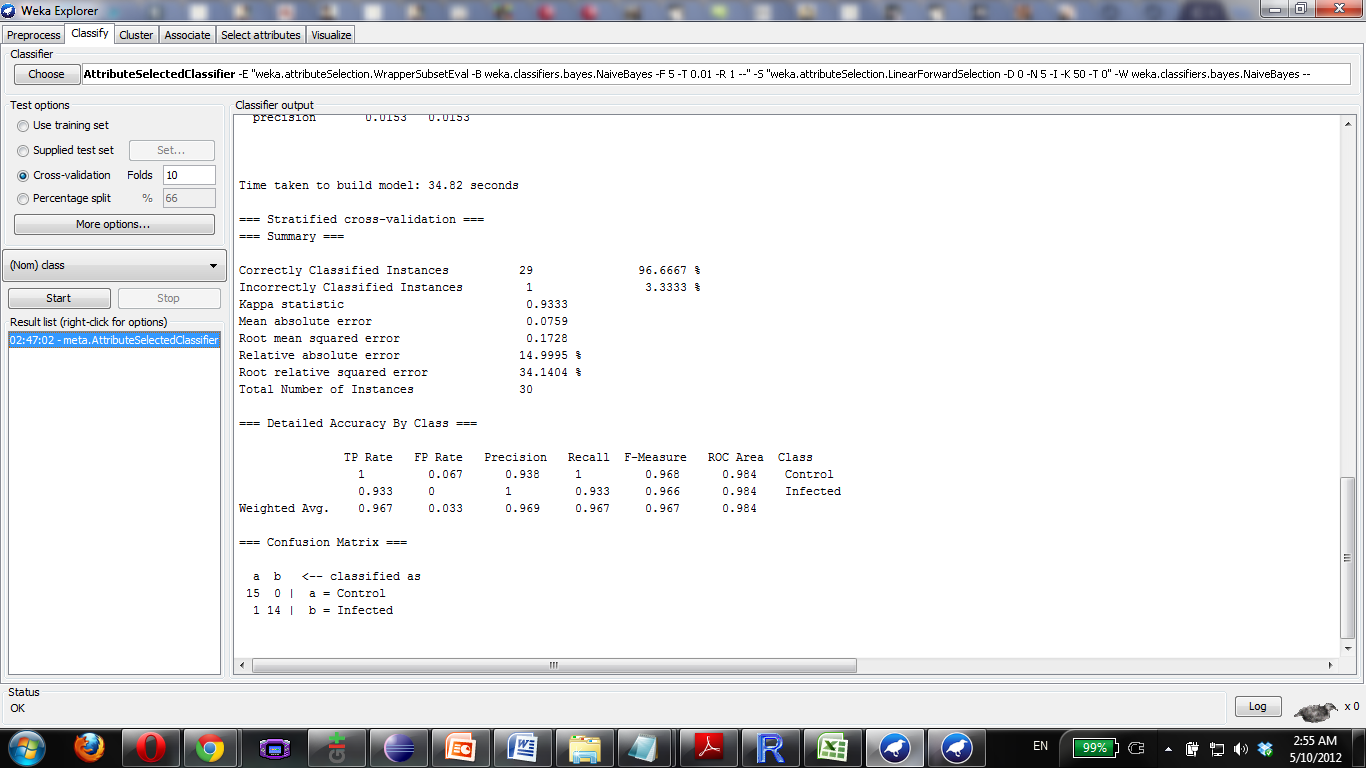 Weka Explorer
Preprocess Classify Cluster Associate Select attributes Visualize
Classifier
Choose AttributeSelectedClassifier -E "weka.attributeSelection.WrapperSubsetEval -B weka.classifiers.bayes.NaiveBayes -F 5 -T 0.01 -R 1 --" -S "weka.attributeSelection.LinearForwardSelection -D 0 -N 5 -I -K 50 -T 0" -W weka.classifiers.bayes.NaiveBayes --
Test options
Use training set
Supplied test set Set...
Cross-validation Folds 10
Percentage split % 66
More options...
(Nom) class
Start Stop
Result list (right-click for options)
02:47:02 - meta.AttributeSelectedClassifier
Classifier output
precision 0.0153 0.0153
Time taken to build model: 34.82 seconds
=== Stratified cross-validation ===
=== Summary ===
Correctly Classified Instances 29 96.6667 %
Incorrectly Classified Instances 1 3.3333 %
Kappa statistic 0.9333
Mean absolute error 0.0759
Root mean squared error 0.1728
Relative absolute error 14.9995 %
Root relative squared error 34.1404 %
Total Number of Instances 30
=== Detailed Accuracy By Class ===
TP Rate FP Rate Precision Recall F-Measure ROC Area Class
1 0.067 0.938 1 0.968 0.984 Control
0.933 0 1 0.933 0.966 0.984 Infected
Weighted Avg. 0.967 0.033 0.969 0.967 0.967 0.984
=== Confusion Matrix ===
a b <-- classified as
15 0 | a = Control
1 14 | b = Infected
Status
OK
Log x 0
EN 99% 2:55 AM
5/10/2012